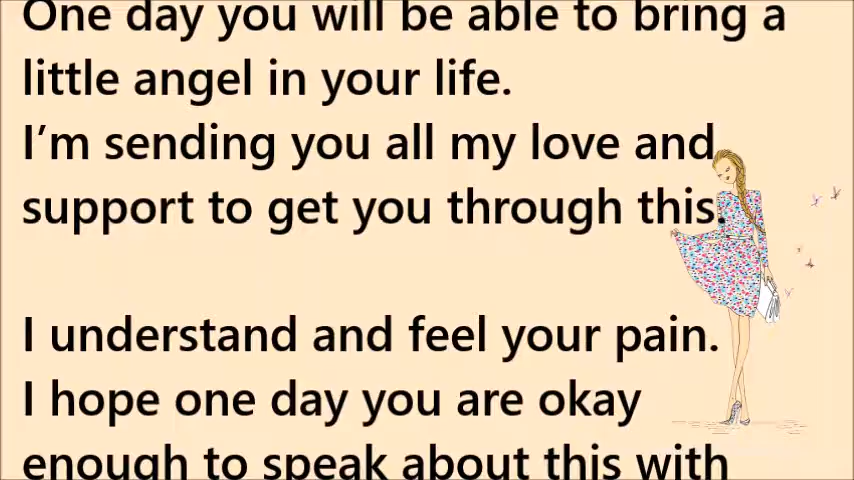 One day you will be able to bring a
little angel in your life.
I’m sending you all my love and
support to get you through this.
I understand and feel your pain.
I hope one day you are okay
enough to speak about this with